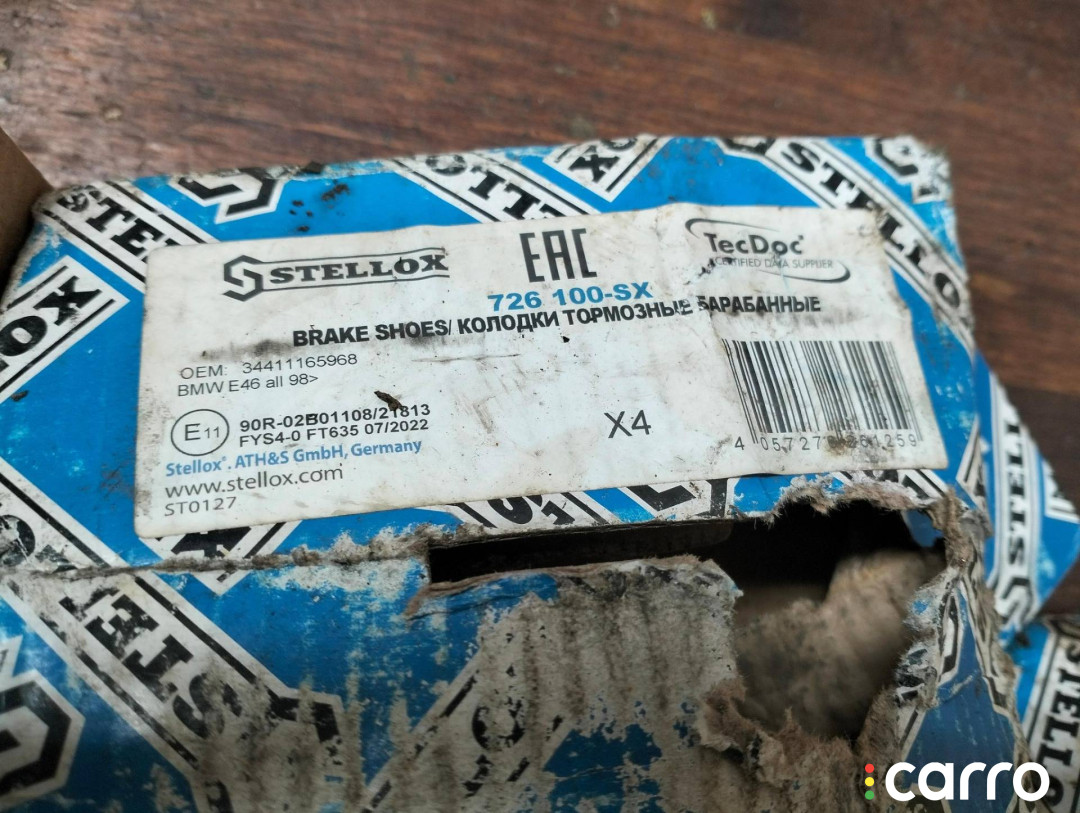 STELLOX
EAC
TecDoc
CERTIFIED DATA SUPPLIER
726 100-SX
BRAKE SHOES/ КОЛОДКИ ТОРМОЗНЫЕ БАРАБАННЫЕ
OEM: 34411165968
BMW E46 all 98>
E11
90R-02B01108/21813
FYS4-0 FT635 07/2022
Stellox®. ATH&S GmbH, Germany
www.stellox.com
ST0127
X4
STELLOX
STELLOX
carro